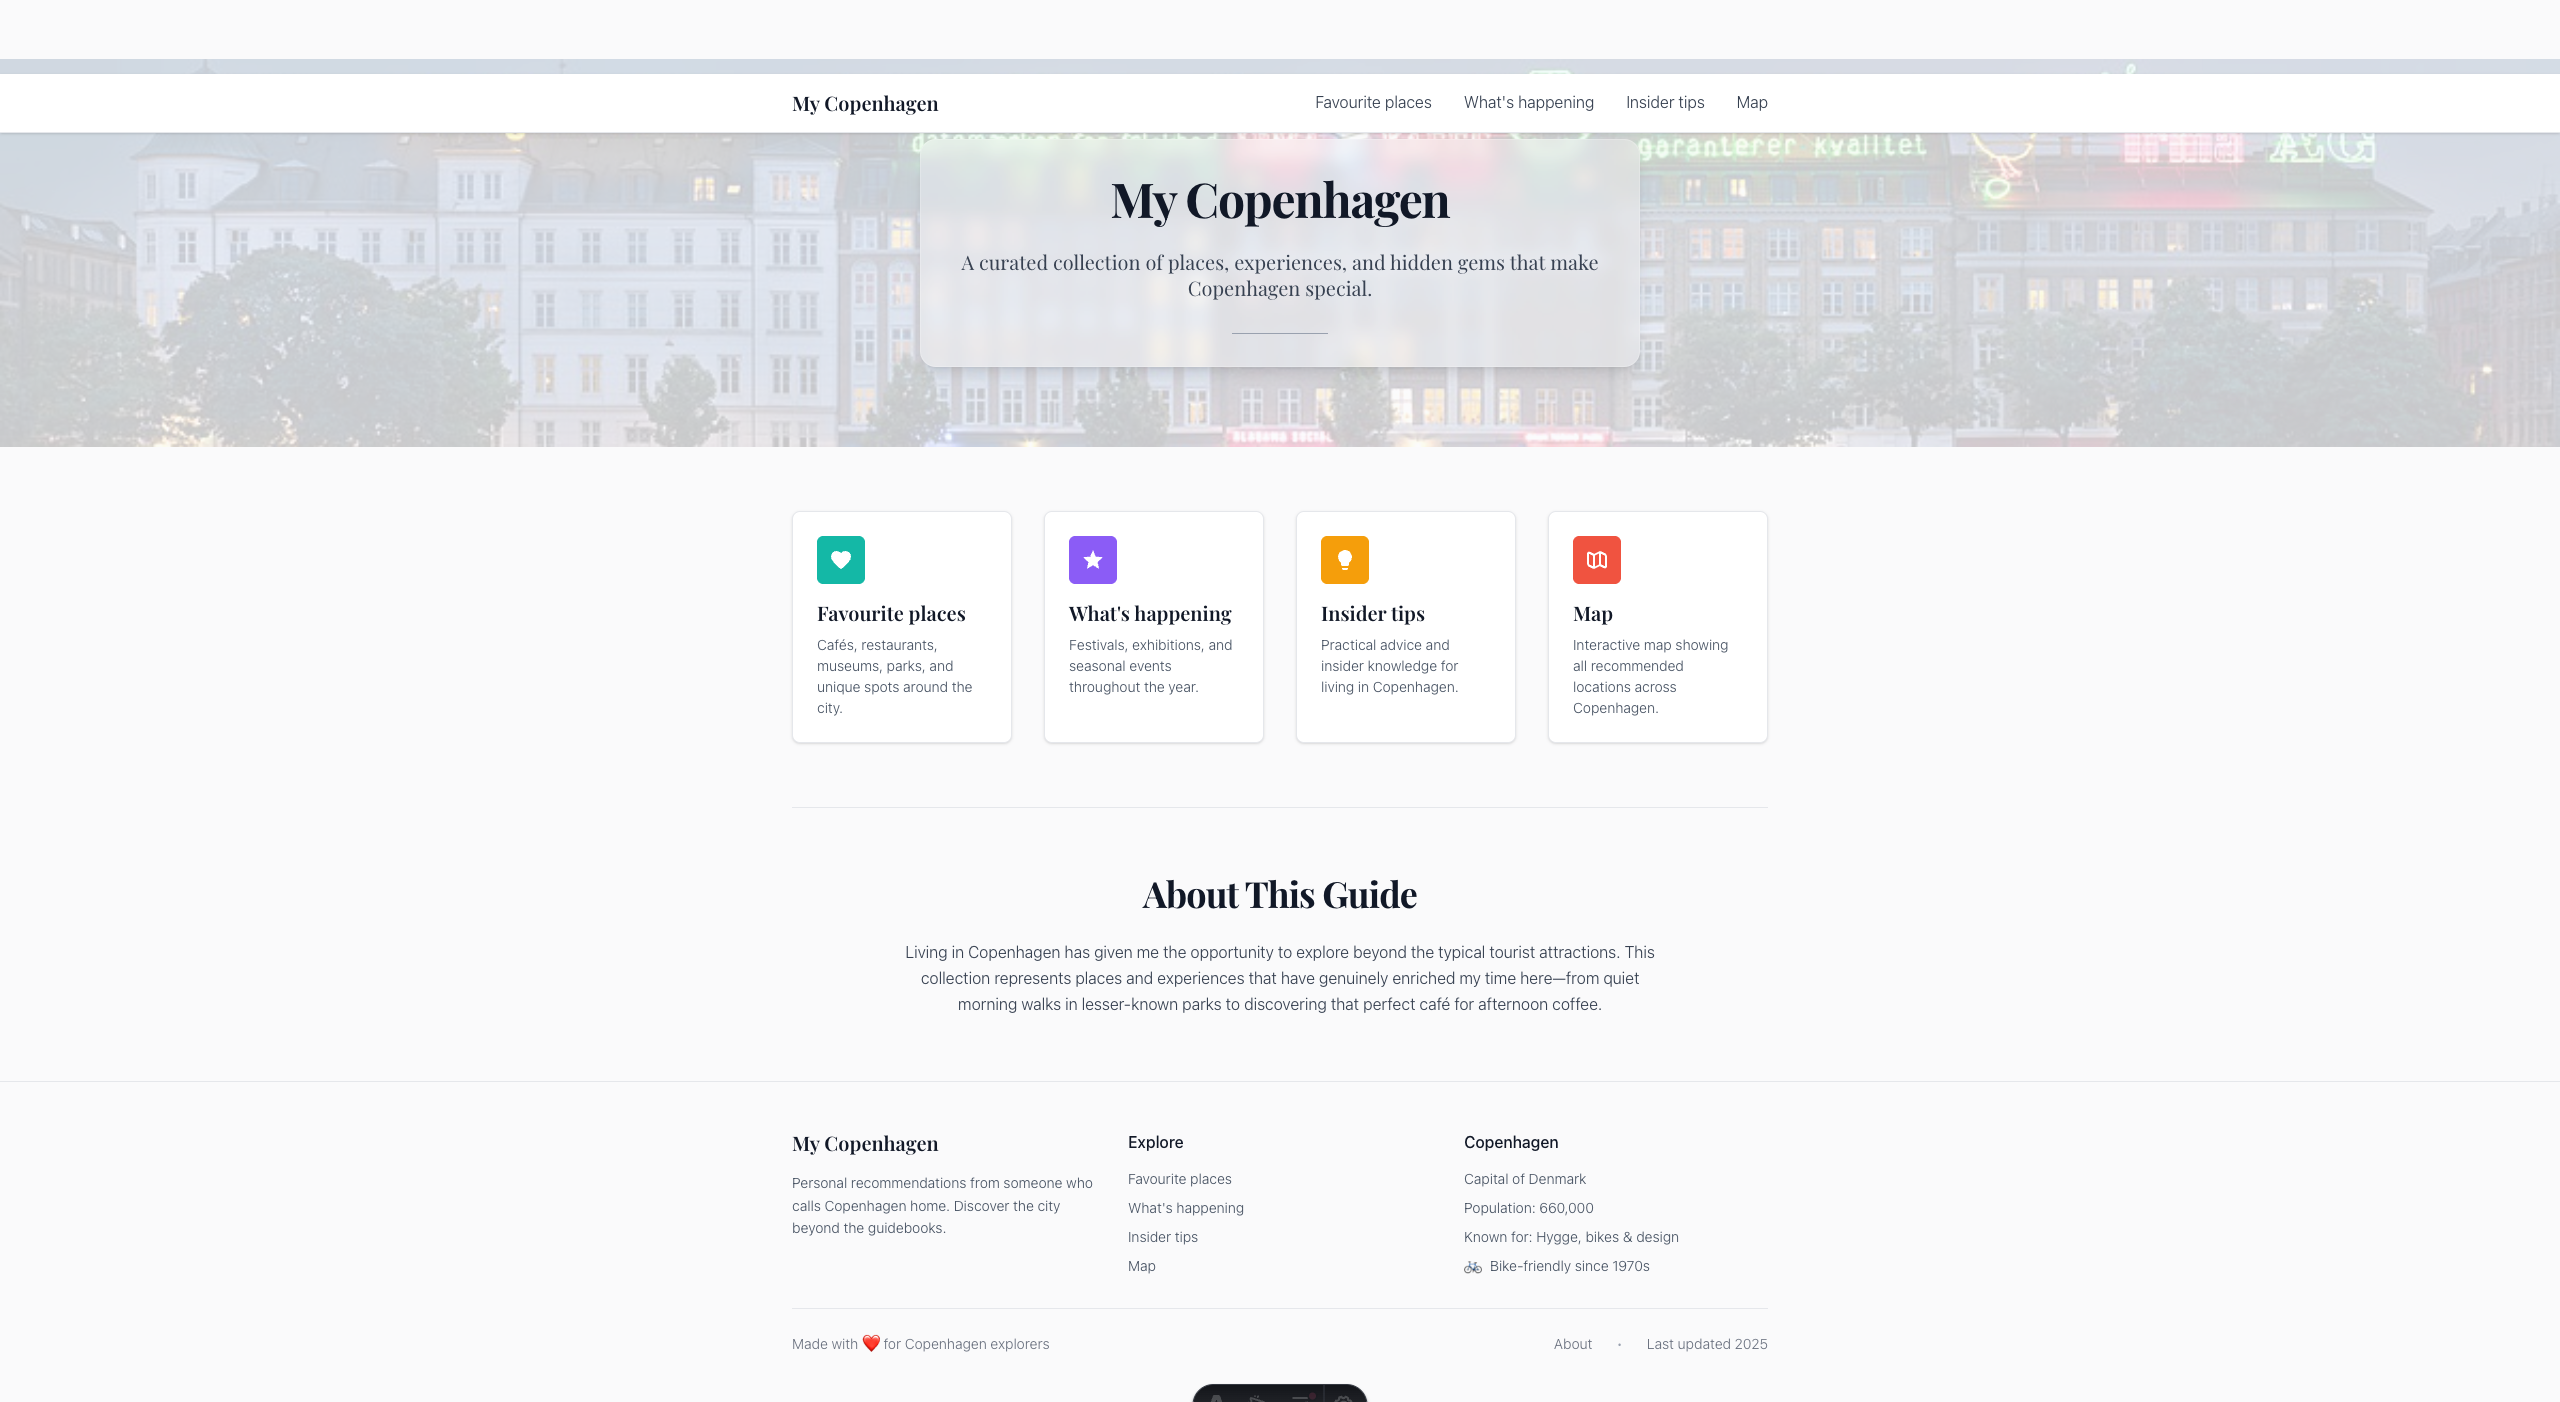 My Copenhagen
Favourite places
What's happening
Insider tips
Map
garanterer kvalitet
My Copenhagen
A curated collection of places, experiences, and hidden gems that make
Copenhagen special.
Favourite places
Cafés, restaurants,
museums, parks, and
unique spots around the
city.
What's happening
Festivals, exhibitions, and
seasonal events
throughout the year.
Insider tips
Practical advice and
insider knowledge for
living in Copenhagen.
Map
Interactive map showing
all recommended
locations across
Copenhagen.
About This Guide
Living in Copenhagen has given me the opportunity to explore beyond the typical tourist attractions. This
collection represents places and experiences that have genuinely enriched my time here—from quiet
morning walks in lesser-known parks to discovering that perfect café for afternoon coffee.
My Copenhagen
Personal recommendations from someone who
calls Copenhagen home. Discover the city
beyond the guidebooks.
Explore
Favourite places
What's happening
Insider tips
Map
Copenhagen
Capital of Denmark
Population: 660,000
Known for: Hygge, bikes & design
🚲 Bike-friendly since 1970s
Made with ❤️ for Copenhagen explorers
About • Last updated 2025